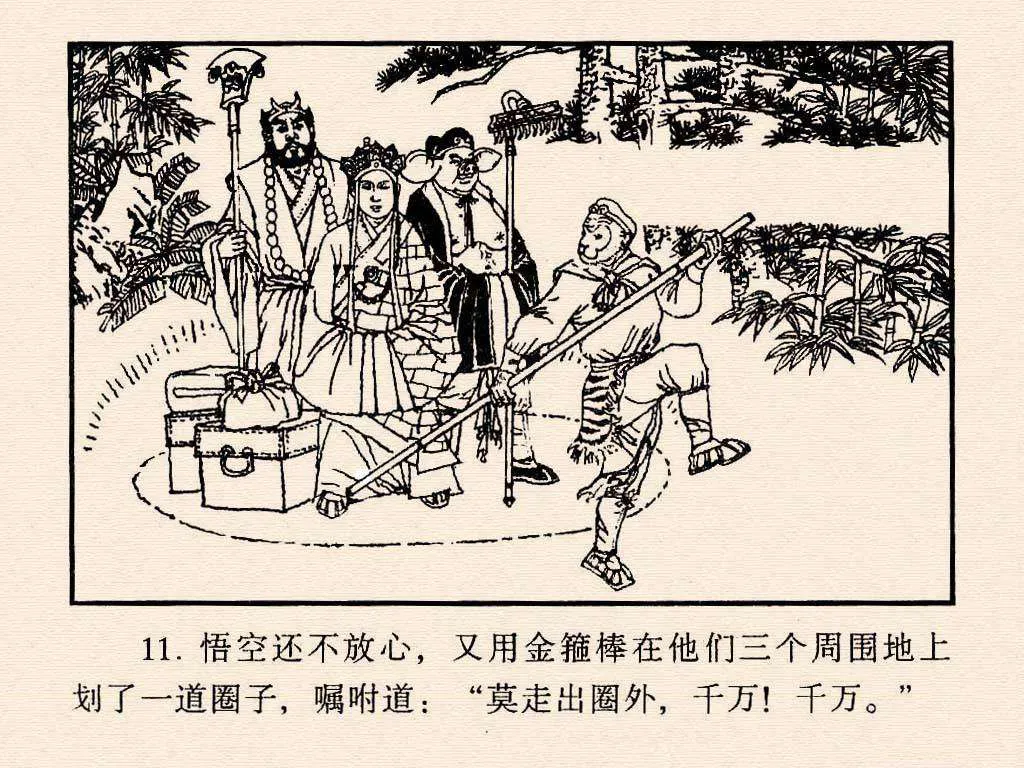 11. 悟空还不放心，又用金箍棒在他们三个周围地上
划了一道圈子，嘱咐道：“莫走出圈外，千万！千万。”